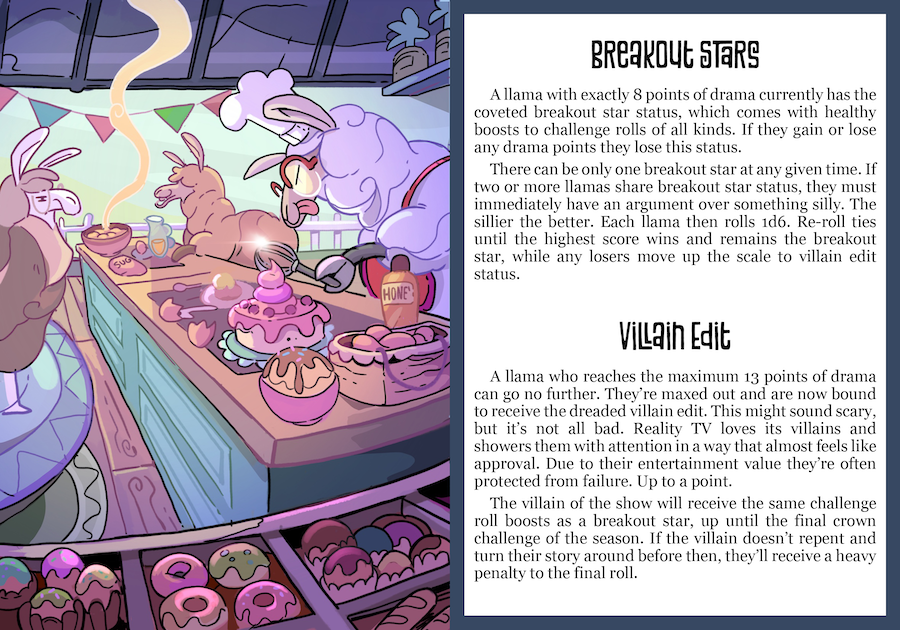 SUG
HONE
Breakout Stars
A llama with exactly 8 points of drama currently has the
coveted breakout star status, which comes with healthy
boosts to challenge rolls of all kinds. If they gain or lose
any drama points they lose this status.
There can be only one breakout star at any given time. If
two or more llamas share breakout star status, they must
immediately have an argument over something silly. The
sillier the better. Each llama then rolls 1d6. Re-roll ties
until the highest score wins and remains the breakout
star, while any losers move up the scale to villain edit
status.
Villain Edit
A llama who reaches the maximum 13 points of drama
can go no further. They're maxed out and are now bound
to receive the dreaded villain edit. This might sound scary,
but it's not all bad. Reality TV loves its villains and
showers them with attention in a way that almost feels like
approval. Due to their entertainment value they're often
protected from failure. Up to a point.
The villain of the show will receive the same challenge
roll boosts as a breakout star, up until the final crown
challenge of the season. If the villain doesn't repent and
turn their story around before then, they'll receive a heavy
penalty to the final roll.